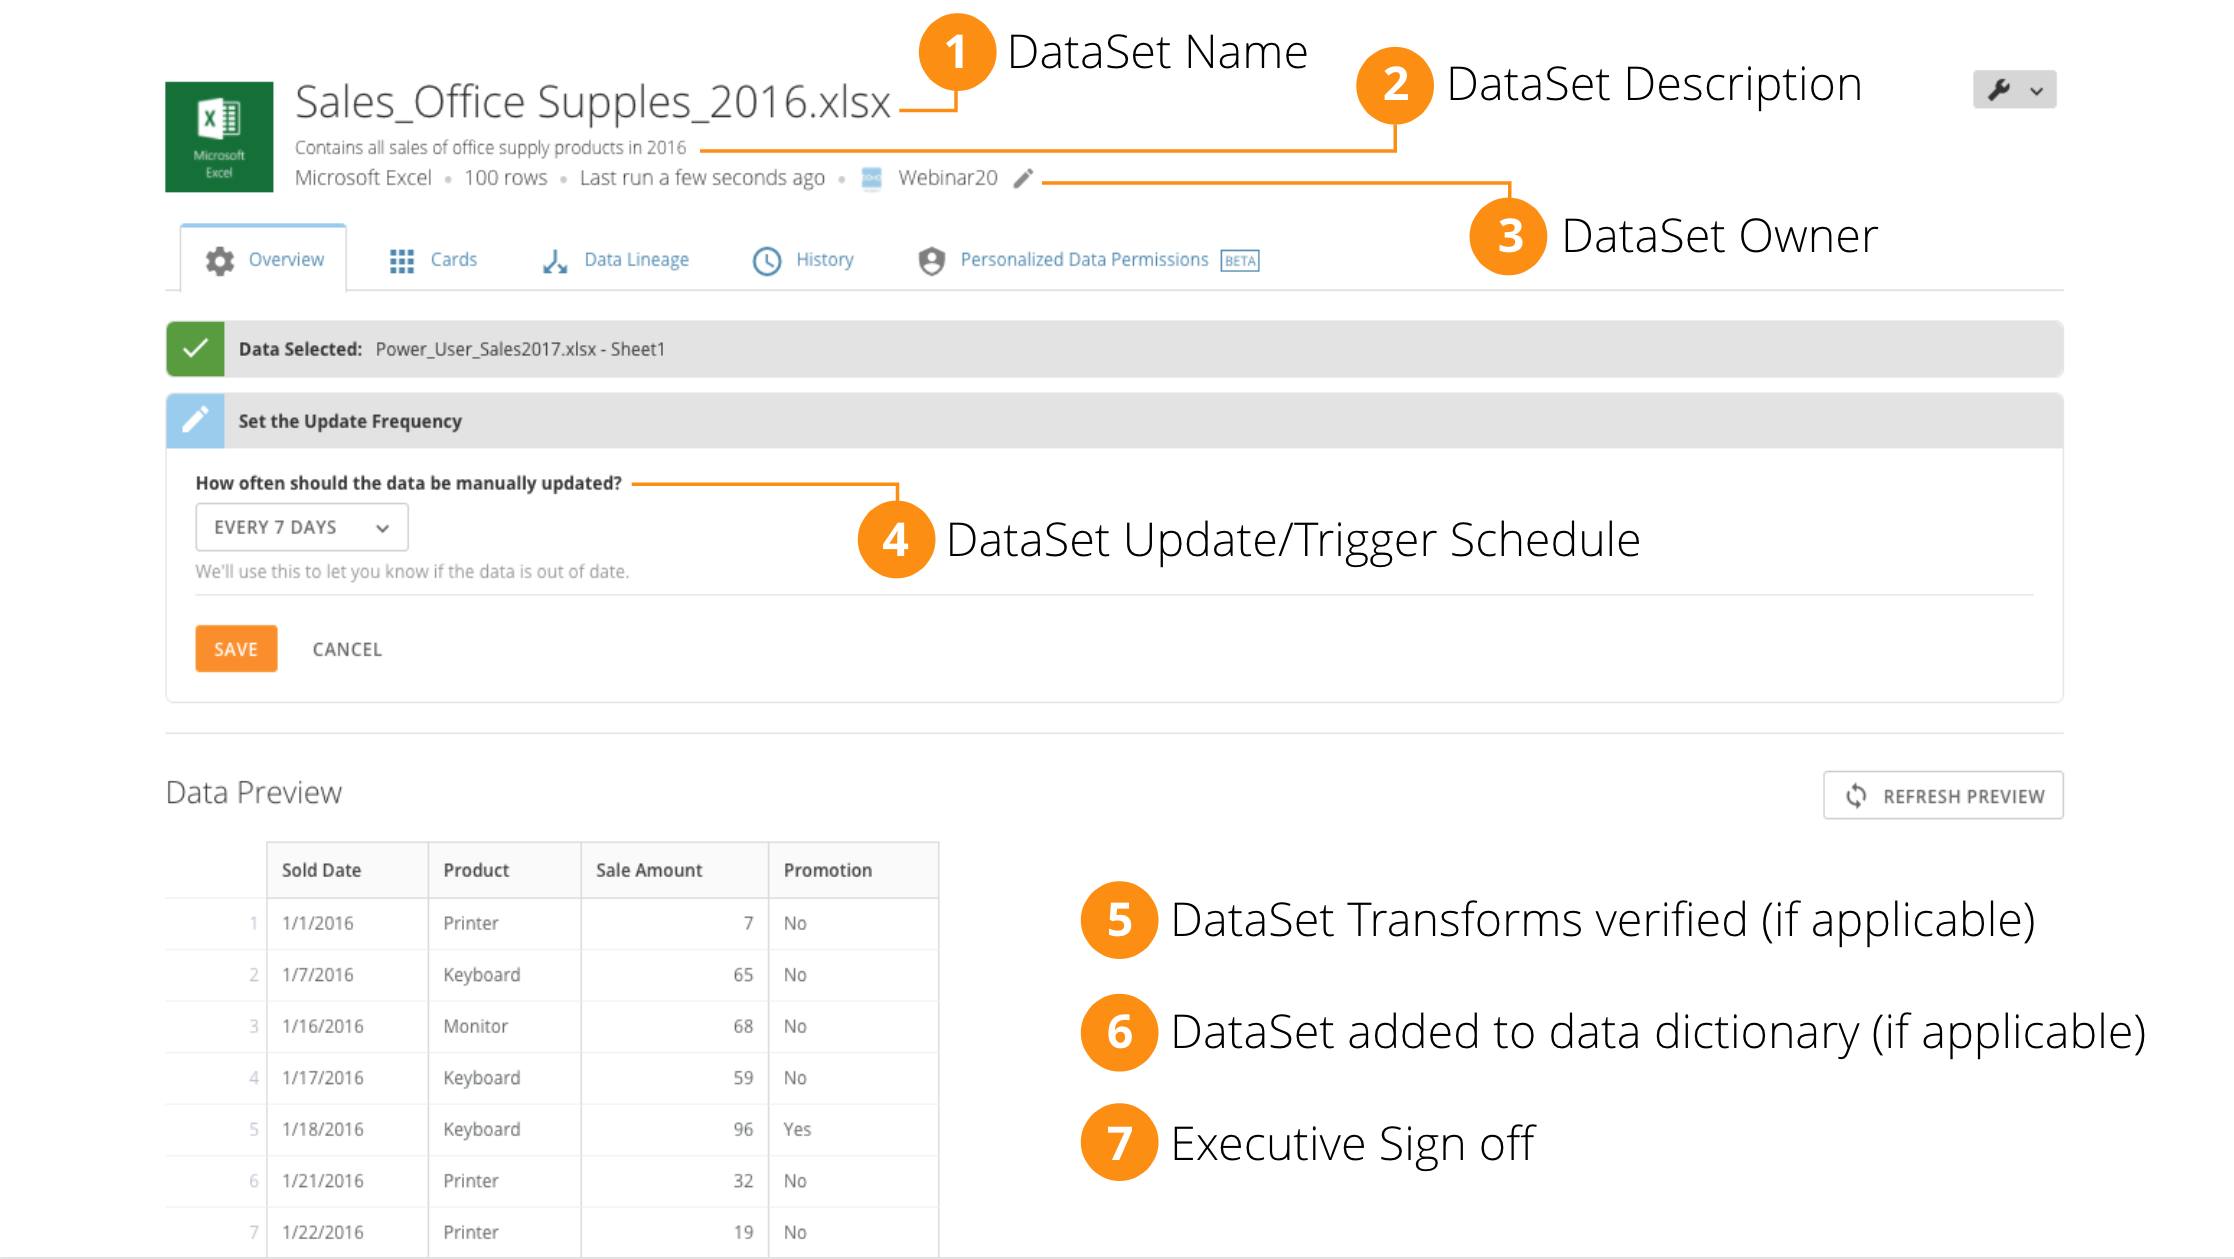 1 DataSet Name
2 DataSet Description
Sales_Office Supples_2016.xlsx
Microsoft
Excel
Contains all sales of office supply products in 2016
Microsoft Excel • 100 rows • Last run a few seconds ago • Webinar20
3 DataSet Owner
Overview Cards Data Lineage History Personalized Data Permissions BETA
Data Selected: Power_User_Sales2017.xlsx - Sheet1
Set the Update Frequency
How often should the data be manually updated?
EVERY 7 DAYS
4 DataSet Update/Trigger Schedule
We'll use this to let you know if the data is out of date.
SAVE CANCEL
Data Preview
REFRESH PREVIEW
Sold Date Product Sale Amount Promotion
1 1/1/2016 Printer 7 No
2 1/7/2016 Keyboard 65 No
3 1/16/2016 Monitor 68 No
4 1/17/2016 Keyboard 59 No
5 1/18/2016 Keyboard 96 Yes
6 1/21/2016 Printer 32 No
7 1/22/2016 Printer 19 No
5 DataSet Transforms verified (if applicable)
6 DataSet added to data dictionary (if applicable)
7 Executive Sign off